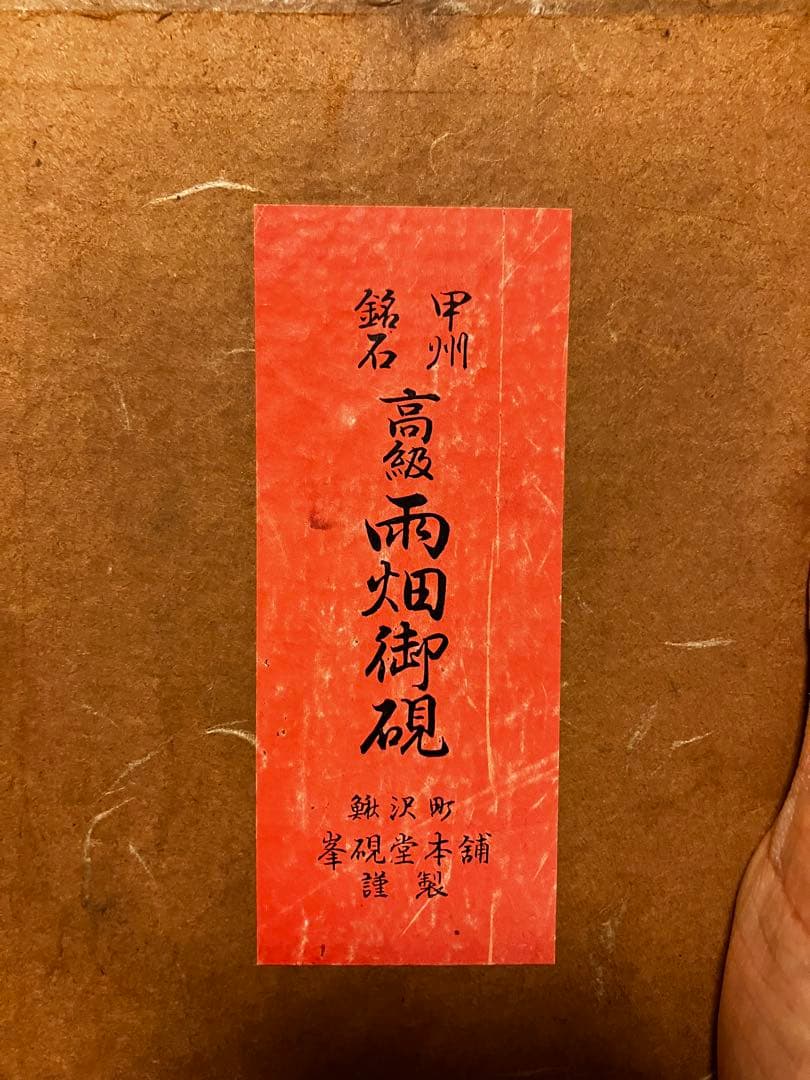 甲州
銘石
高級雨畑御硯
鰍沢町
峯硯堂本舗
謹製